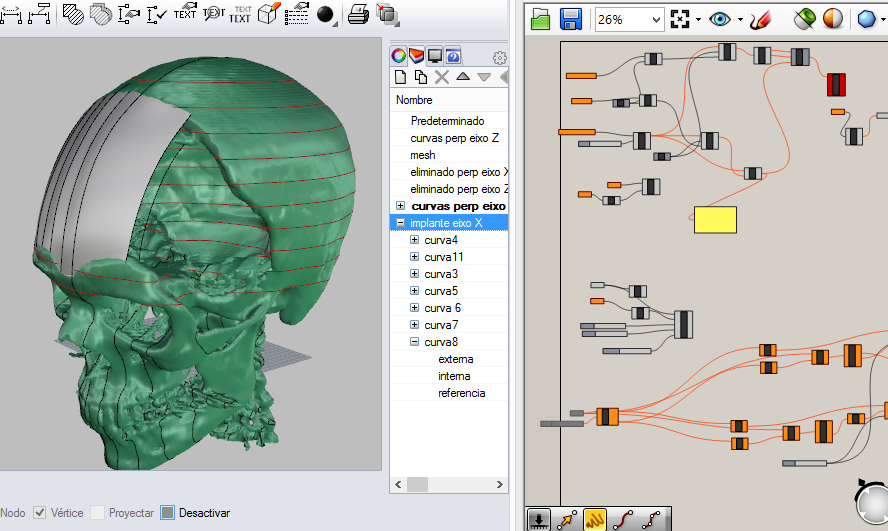 TEXT
TEXT
TEXT
TEXT
26%
Nombre
Predeterminado
curvas perp eixo Z
mesh
eliminado perp eixo X
eliminado perp eixo Z
curvas perp eixo
implante eixo X
curva4
curva11
curva3
curva5
curva 6
curva7
curva8
externa
interna
referencia
Nodo Vértice Proyectar Desactivar